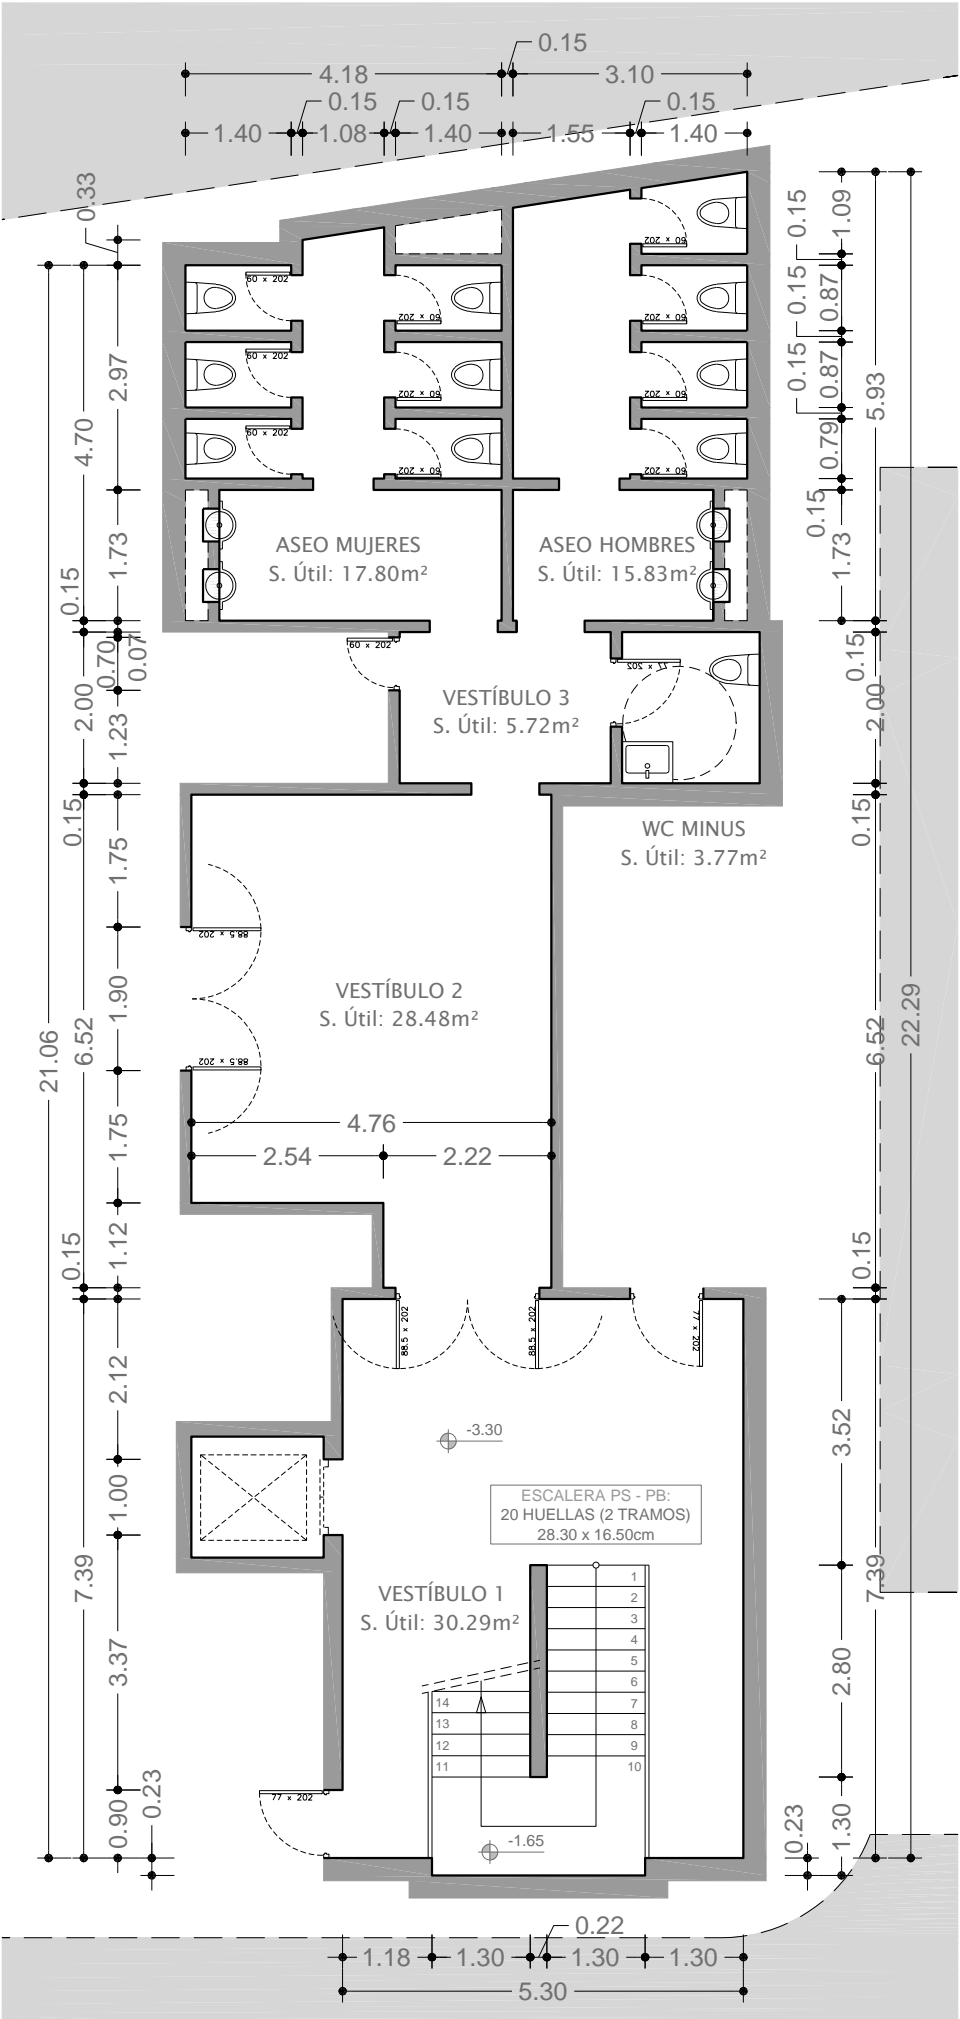 0.15
4.18
3.10
0.15
0.15
0.15
1.40
1.08
1.40
1.55
1.40
0.33
0.15
1.09
60 x 202
60 x 202
60 x 202
60 x 202
0.15
0.87
60 x 202
60 x 202
60 x 202
2.97
0.15
0.87
5.93
4.70
60 x 202
60 x 202
60 x 202
0.79
0.15
ASEO MUJERES
S. Útil: 17.80m²
ASEO HOMBRES
S. Útil: 15.83m²
1.73
1.73
0.15
0.70
0.07
60 x 202
77 x 202
0.15
2.00
1.23
VESTÍBULO 3
S. Útil: 5.72m²
2.00
0.15
0.15
WC MINUS
S. Útil: 3.77m²
1.75
88.5 x 202
1.90
VESTÍBULO 2
S. Útil: 28.48m²
21.06
6.52
6.52
22.29
88.5 x 202
1.75
4.76
2.54
2.22
0.15
1.12
0.15
88.5 x 202
88.5 x 202
77 x 202
2.12
3.52
-3.30
1.00
ESCALERA PS - PB:
20 HUELLAS (2 TRAMOS)
28.30 x 16.50cm
7.39
7.39
VESTÍBULO 1
S. Útil: 30.29m²
1
2
3
4
5
6
7
8
9
10
14
13
12
11
3.37
2.80
77 x 202
0.90
0.23
-1.65
0.23
1.30
0.22
1.18
1.30
1.30
1.30
5.30